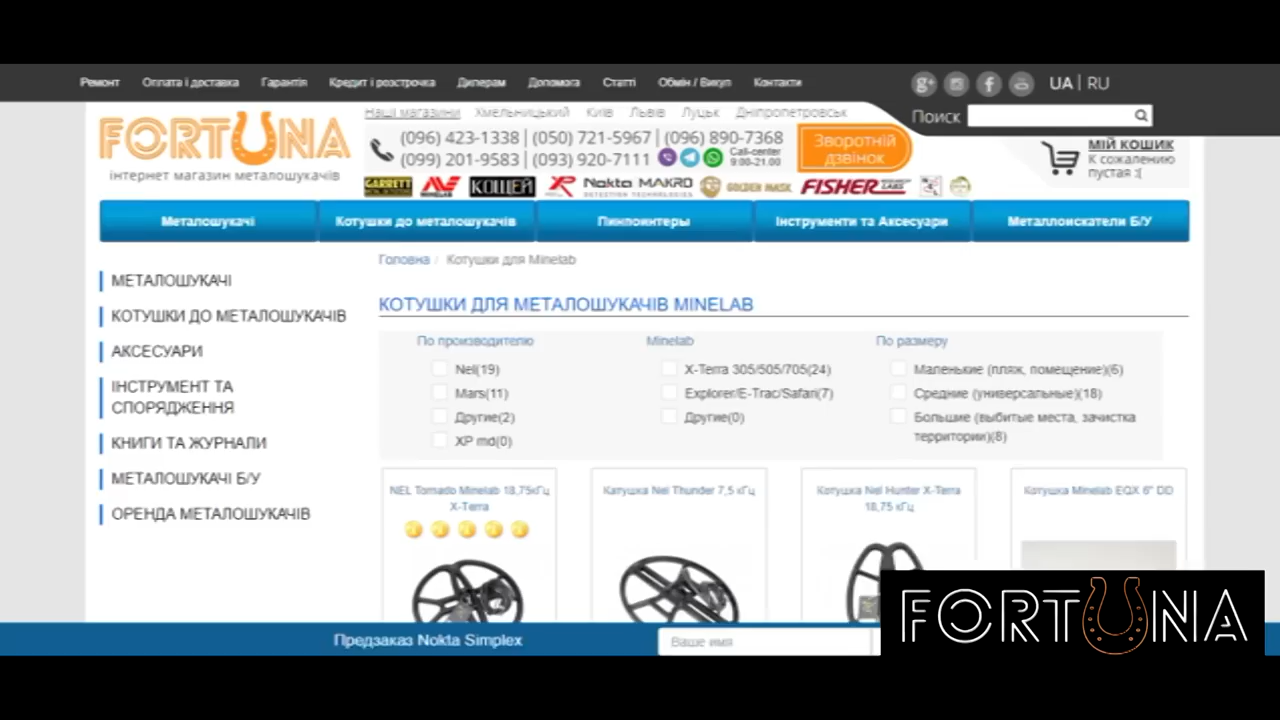 Ремонт Оплата і доставка Гарантія Кредит і розстрочка Дилерам Допомога Статті Обмін / Викуп Контакти UA | RU
Наші магазини Хмельницький Київ Львів Луцьк Дніпропетровськ
Поиск
FORTUNA
інтернет магазин металошукачів
(096) 423-1338 | (050) 721-5967 | (096) 890-7368
(099) 201-9583 | (093) 920-7111
Call-center
9:00-21.00
Зворотній
дзвінок
МІЙ КОШИК
К сожалению
пустая :(
GARRETT MINELAB КОЩЕЙ XP Nokta MAKRO DETECTION TECHNOLOGIES GOLDEN MASK FISHER LABS
Металошукачі Котушки до металошукачів Пинпоинтеры Інструменти та Аксесуари Металлоискатели Б/У
МЕТАЛОШУКАЧІ
КОТУШКИ ДО МЕТАЛОШУКАЧІВ
АКСЕСУАРИ
ІНСТРУМЕНТ ТА
СПОРЯДЖЕННЯ
КНИГИ ТА ЖУРНАЛИ
МЕТАЛОШУКАЧІ Б/У
ОРЕНДА МЕТАЛОШУКАЧІВ
Головна / Котушки для Minelab
КОТУШКИ ДЛЯ МЕТАЛОШУКАЧІВ MINELAB
По производителю
Nel(19)
Mars(11)
Другие(2)
XP md(0)
Minelab
X-Terra 305/505/705(24)
Explorer/E-Trac/Safari(7)
Другие(0)
По размеру
Маленькие (пляж, помещение)(6)
Средние (универсальные)(18)
Большие (выбитые места, зачистка
территории)(8)
NEL Tornado Minelab 18,75кГц
X-Terra
Катушка Nel Thunder 7,5 кГц
Котушка Nel Hunter X-Terra
18,75 кГц
Котушка Minelab EQX 6" DD
Предзаказ Nokta Simplex
Ваше имя
FORTUNA